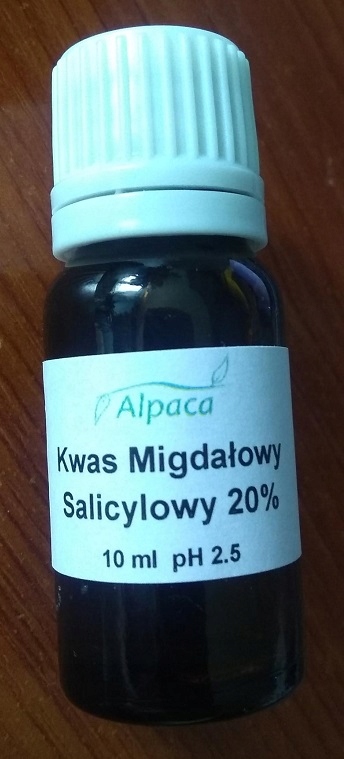 Alpaca
Kwas Migdałowy
Salicylowy 20%
10 ml pH 2.5